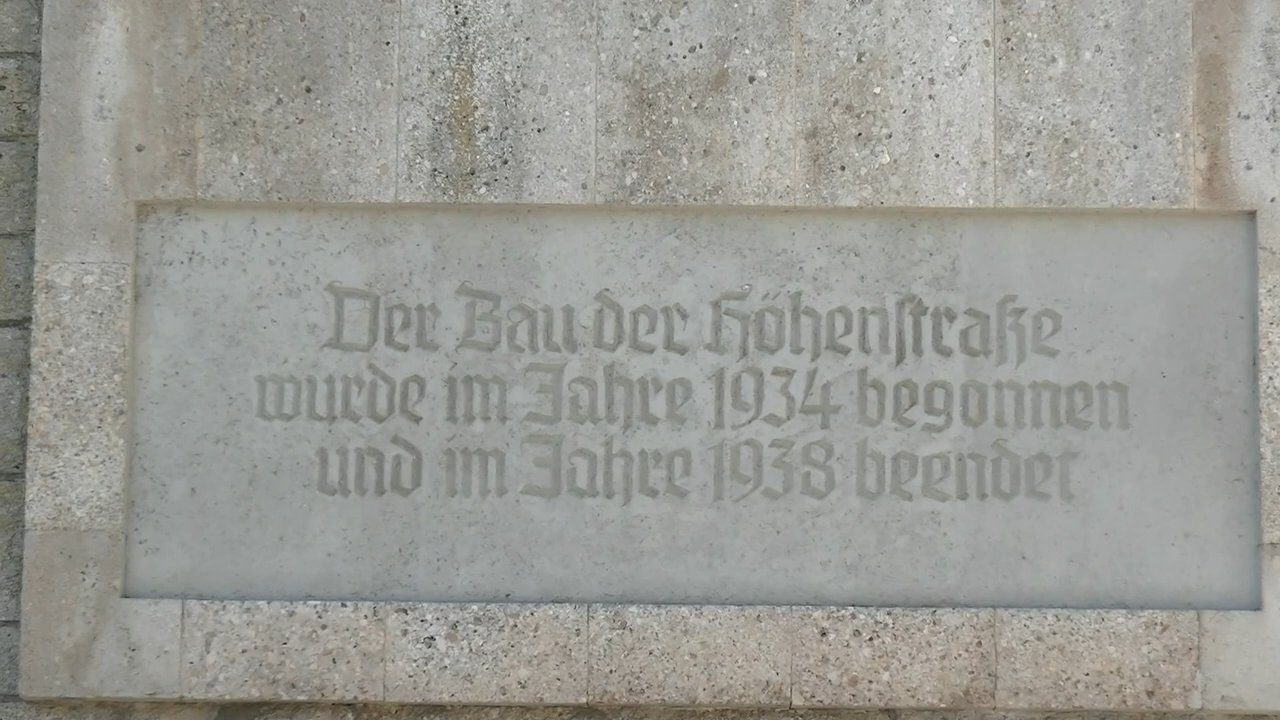 Der Bau der Höhenstraße
wurde im Jahre 1934 begonnen
und im Jahre 1938 beendet